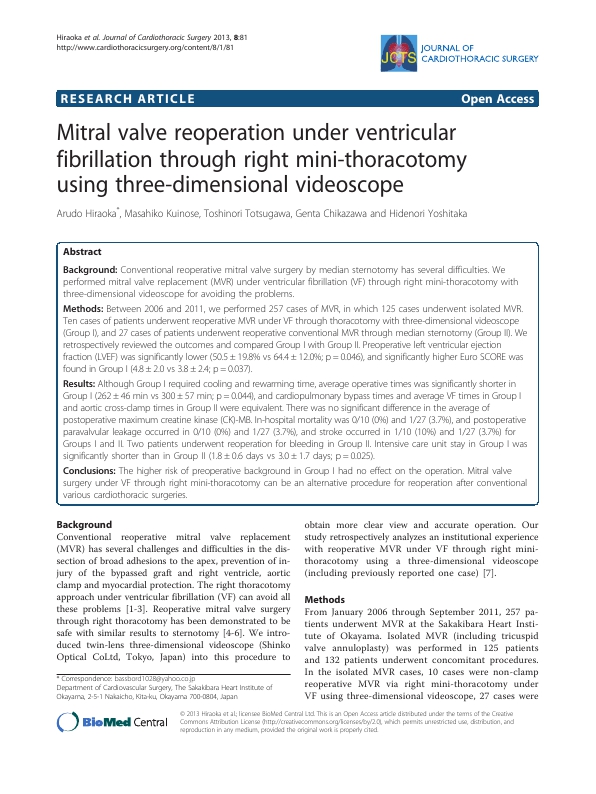 Hiraoka et al. Journal of Cardiothoracic Surgery 2013, 8:81
http://www.cardiothoracicsurgery.org/content/8/1/81
JCTS
JOURNAL OF
CARDIOTHORACIC SURGERY
RESEARCH ARTICLE
Open Access
Mitral valve reoperation under ventricular
fibrillation through right mini-thoracotomy
using three-dimensional videoscope
Arudo Hiraoka*, Masahiko Kuinose, Toshinori Totsugawa, Genta Chikazawa and Hidenori Yoshitaka
Abstract
Background: Conventional reoperative mitral valve surgery by median sternotomy has several difficulties. We
performed mitral valve replacement (MVR) under ventricular fibrillation (VF) through right mini-thoracotomy with
three-dimensional videoscope for avoiding the problems.
Methods: Between 2006 and 2011, we performed 257 cases of MVR, in which 125 cases underwent isolated MVR.
Ten cases of patients underwent reoperative MVR under VF through thoracotomy with three-dimensional videoscope
(Group I), and 27 cases of patients underwent reoperative conventional MVR through median sternotomy (Group II). We
retrospectively reviewed the outcomes and compared Group I with Group II. Preoperative left ventricular ejection
fraction (LVEF) was significantly lower (50.5 ± 19.8% vs 64.4 ± 12.0%; p = 0.046), and significantly higher Euro SCORE was
found in Group I (4.8 ± 2.0 vs 3.8 ± 2.4; p = 0.037).
Results: Although Group I required cooling and rewarming time, average operative times was significantly shorter in
Group I (262 ± 46 min vs 300 ± 57 min; p = 0.044), and cardiopulmonary bypass times and average VF times in Group I
and aortic cross-clamp times in Group II were equivalent. There was no significant difference in the average of
postoperative maximum creatine kinase (CK)-MB. In-hospital mortality was 0/10 (0%) and 1/27 (3.7%), and postoperative
paravalvular leakage occurred in 0/10 (0%) and 1/27 (3.7%), and stroke occurred in 1/10 (10%) and 1/27 (3.7%) for
Groups I and II. Two patients underwent reoperation for bleeding in Group II. Intensive care unit stay in Group I was
significantly shorter than in Group II (1.8 ± 0.6 days vs 3.0 ± 1.7 days; p = 0.025).
Conclusions: The higher risk of preoperative background in Group I had no effect on the operation. Mitral valve
surgery under VF through right mini-thoracotomy can be an alternative procedure for reoperation after conventional
various cardiothoracic surgeries.
Background
Conventional reoperative mitral valve replacement
(MVR) has several challenges and difficulties in the dis-
section of broad adhesions to the apex, prevention of in-
jury of the bypassed graft and right ventricle, aortic
clamp and myocardial protection. The right thoracotomy
approach under ventricular fibrillation (VF) can avoid all
these problems [1-3]. Reoperative mitral valve surgery
through right thoracotomy has been demonstrated to be
safe with similar results to sternotomy [4-6]. We intro-
duced twin-lens three-dimensional videoscope (Shinko
Optical CoLtd, Tokyo, Japan) into this procedure to
* Correspondence: bassbord1028@yahoo.co.jp
Department of Cardiovascular Surgery, The Sakakibara Heart Institute of
Okayama, 2-5-1 Nakaicho, Kita-ku, Okayama 700-0804, Japan
obtain more clear view and accurate operation. Our
study retrospectively analyzes an institutional experience
with reoperative MVR under VF through right mini-
thoracotomy using a three-dimensional videoscope
(including previously reported one case) [7].
Methods
From January 2006 through September 2011, 257 pa-
tients underwent MVR at the Sakakibara Heart Insti-
tute of Okayama. Isolated MVR (including tricuspid
valve annuloplasty) was performed in 125 patients
and 132 patients underwent concomitant procedures.
In the isolated MVR cases, 10 cases were non-clamp
reoperative MVR via right mini-thoracotomy under
VF using three-dimensional videoscope, 27 cases were
BioMed Central
© 2013 Hiraoka et al; licensee BioMed Central Ltd. This is an Open Access article distributed under the terms of the Creative
Commons Attribution License (http://creativecommons.org/licenses/by/2.0), which permits unrestricted use, distribution, and
reproduction in any medium, provided the original work is properly cited.